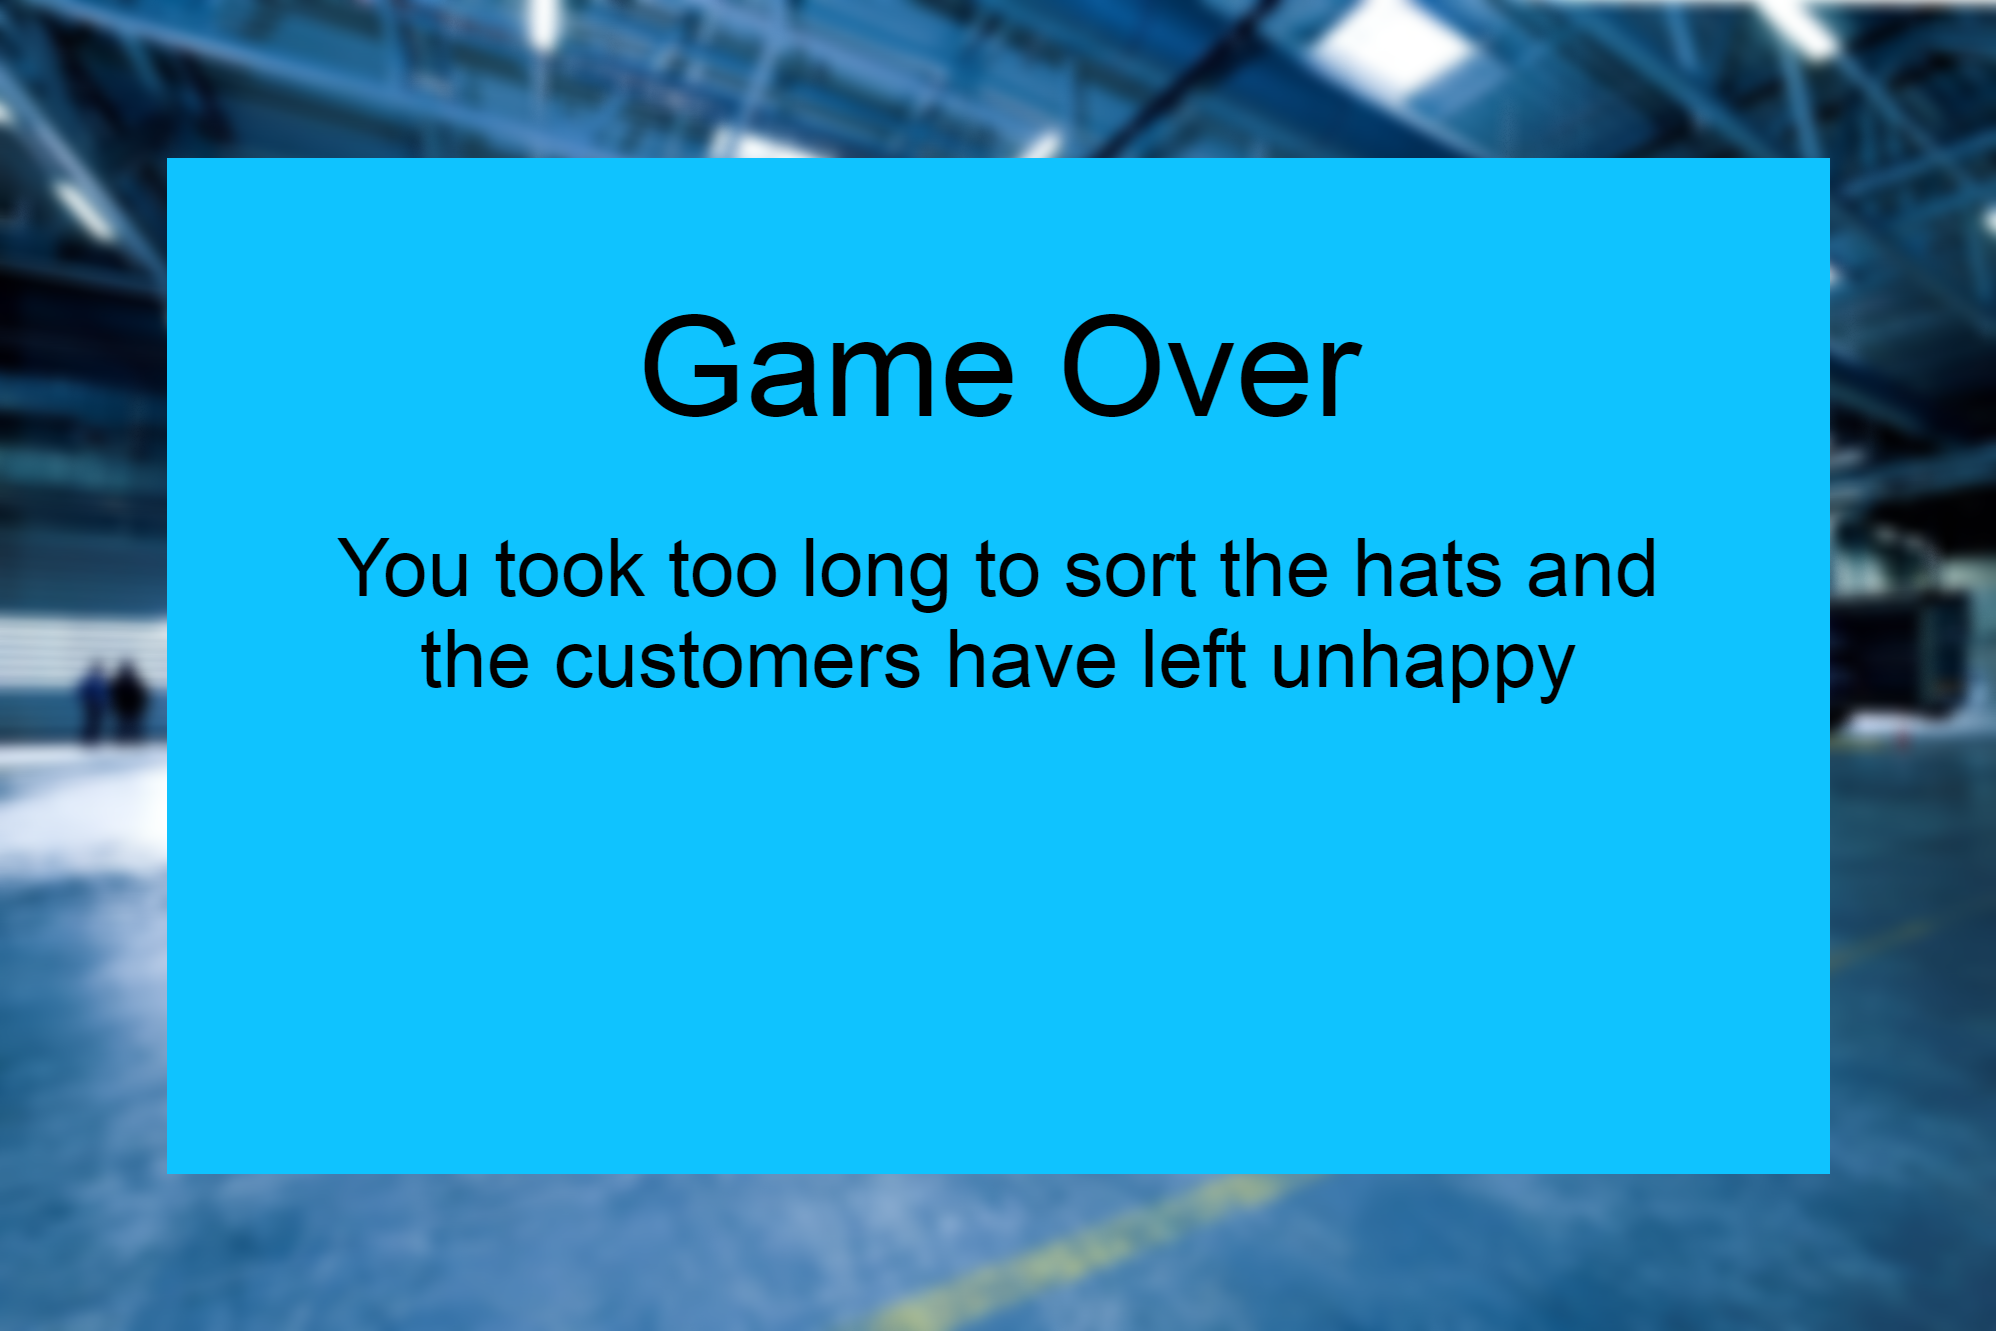 Game Over
You took too long to sort the hats and
the customers have left unhappy